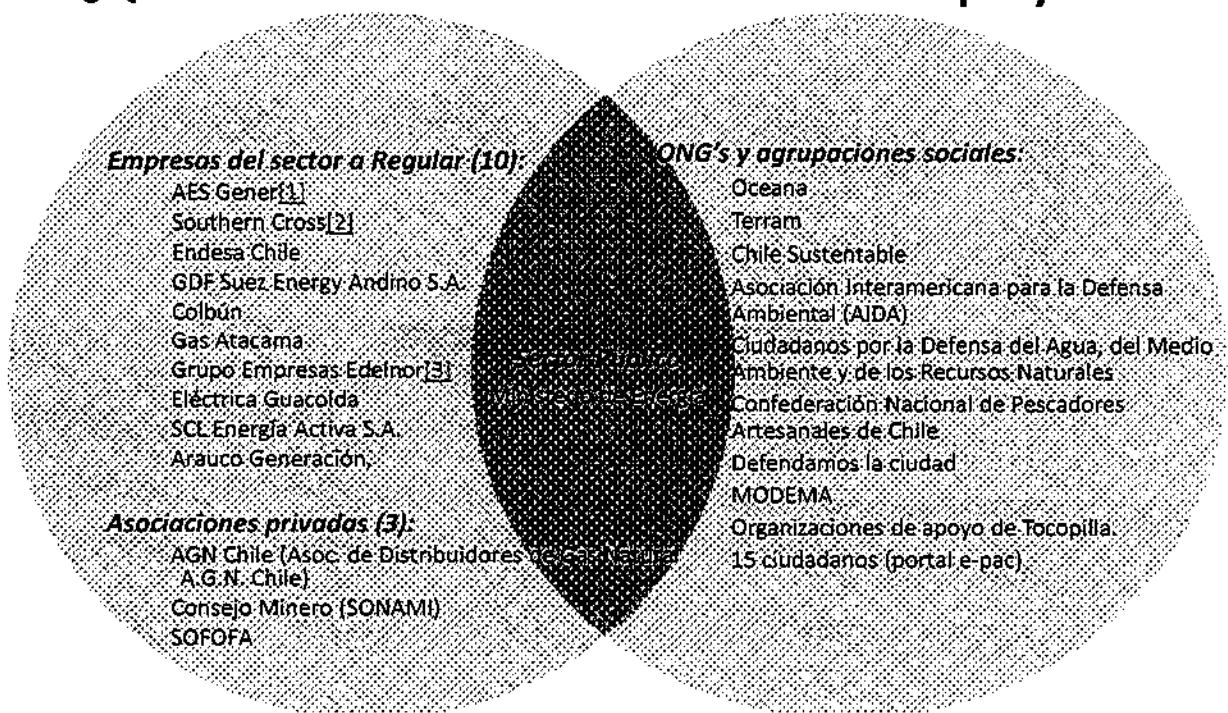 Empresas del sector a Regular (10):
AES Gener[1]
Southern Cross[2]
Endesa Chile
GDF Suez Energy Andino S.A.
Colbún
Gas Atacama
Grupo Empresas Edelnor[3]
Eléctrica Guacolda
SCL Energía Activa S.A.
Arauco Generación,
Asociaciones privadas (3):
AGN Chile (Asoc. de Distribuidores de Gas Natural
A.G.N. Chile)
Consejo Minero (SONAMI)
SOFOFA
Ministerio de Energía
ONG's y agrupaciones sociales:
Oceana
Terram
Chile Sustentable
Asociación Interamericana para la Defensa
Ambiental (AIDA)
Ciudadanos por la Defensa del Agua, del Medio
Ambiente y de los Recursos Naturales
Confederación Nacional de Pescadores
Artesanales de Chile
Defendamos la ciudad
MODEMA
Organizaciones de apoyo de Tocopilla.
15 ciudadanos (portal e-pac)